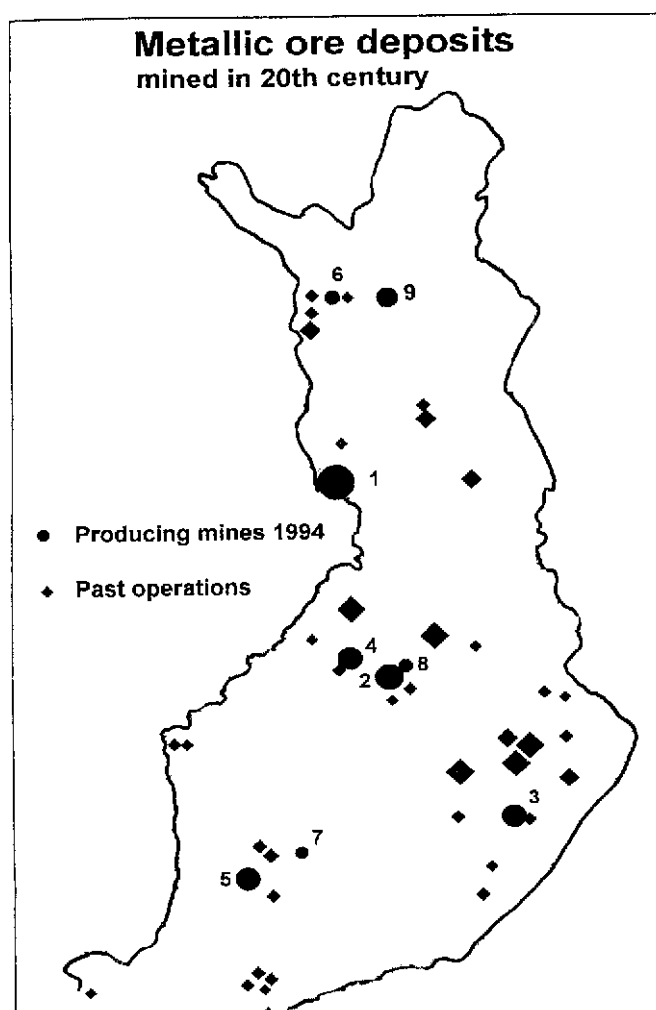 Metallic ore deposits
mined in 20th century
6
9
1
Producing mines 1994
Past operations
4
8
2
3
7
5